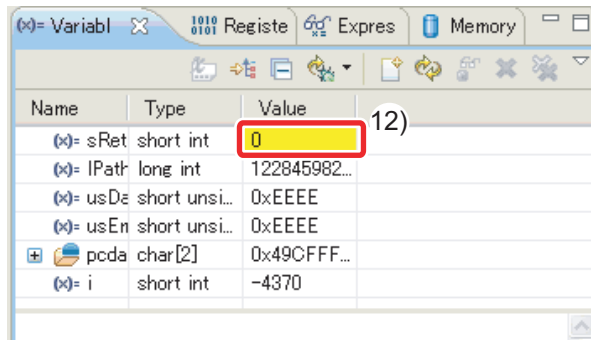 (x)= Variabl 1010 0101 Registe Expres Memory
Name Type Value
12)
(x)= sRet short int 0
(x)= lPath long int 122845982...
(x)= usDa short unsi... 0xEEEE
(x)= usEn short unsi... 0xEEEE
pcda char[2] 0x49CFFF...
(x)= i short int -4370